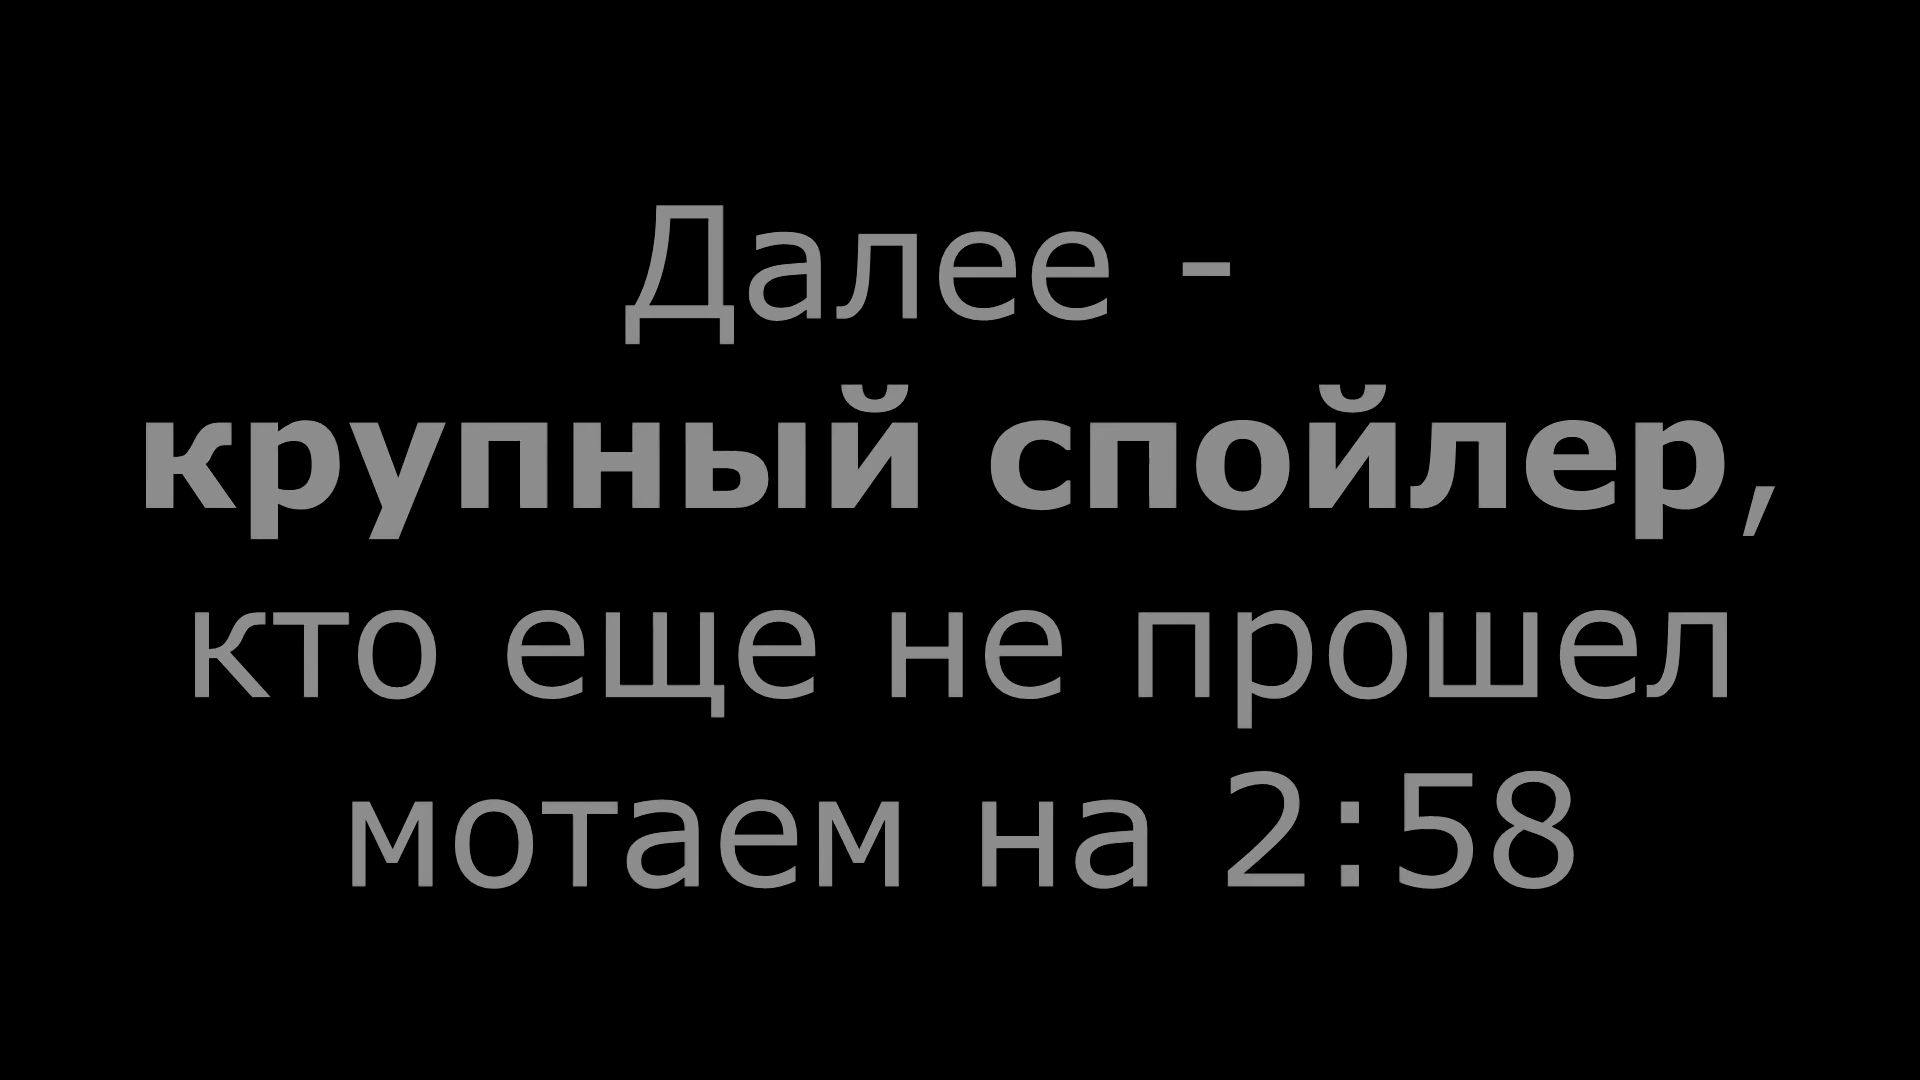 Далее -
крупный спойлер,
кто еще не прошел
мотаем на 2:58